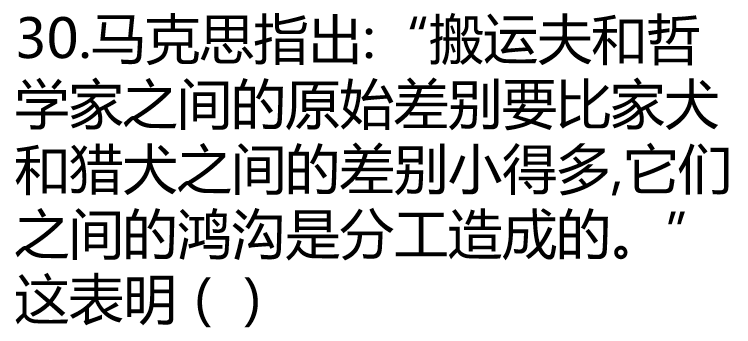 30.马克思指出:“搬运夫和哲
学家之间的原始差别要比家犬
和猎犬之间的差别小得多,它们
之间的鸿沟是分工造成的。”
这表明( )